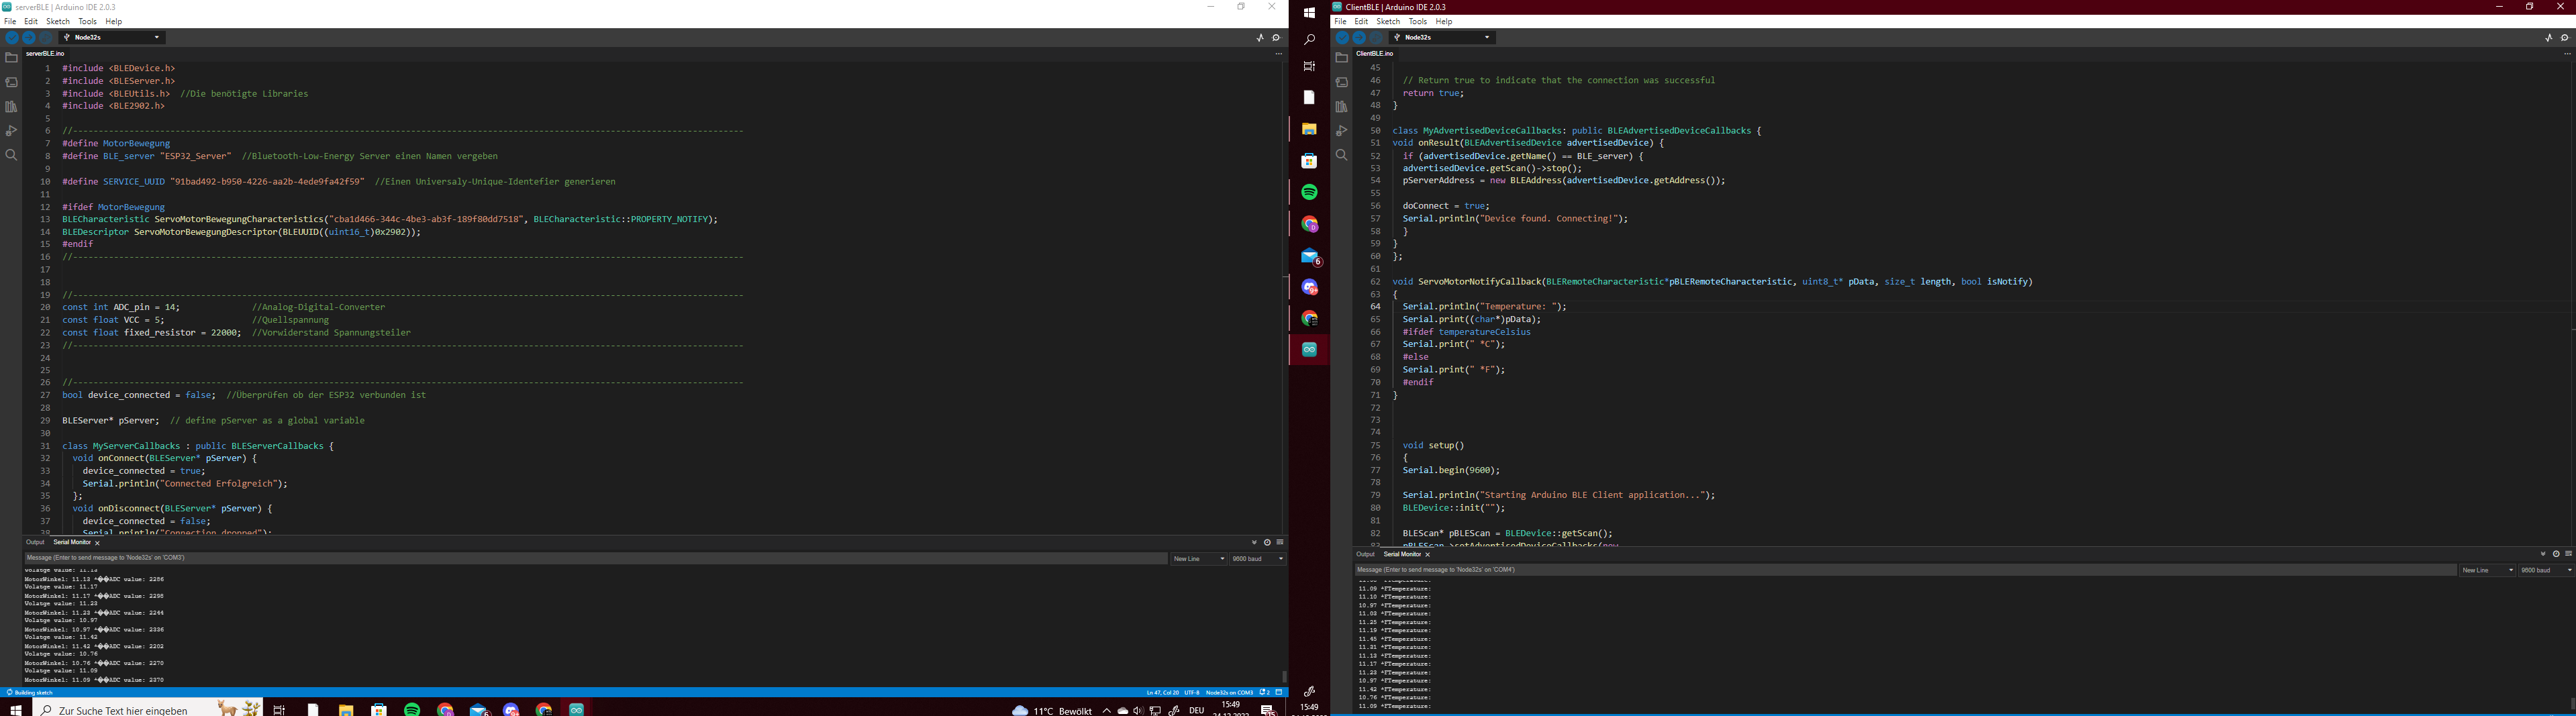 serverBLE | Arduino IDE 2.0.3
File Edit Sketch Tools Help
Node32s
serverBLE.ino
1 #include <BLEDevice.h>
2 #include <BLEServer.h>
3 #include <BLEUtils.h> //Die benötigte Libraries
4 #include <BLE2902.h>
5
6 //------------------------------------------------------------
7 #define MotorBewegung
8 #define BLE_server "ESP32_Server" //Bluetooth-Low-Energy Server einen Namen vergeben
9
10 #define SERVICE_UUID "91bad492-b950-4226-aa2b-4ede9fa42f59" //Einen Universaly-Unique-Identefier generieren
11
12 #ifdef MotorBewegung
13 BLECharacteristic ServoMotorBewegungCharacteristics("cba1d466-344c-4be3-ab3f-189f80dd7518", BLECharacteristic::PROPERTY_NOTIFY);
14 BLEDescriptor ServoMotorBewegungDescriptor(BLEUUID((uint16_t)0x2902));
15 #endif
16 //------------------------------------------------------------
17
18
19 //------------------------------------------------------------
20 const int ADC_pin = 14; //Analog-Digital-Converter
21 const float VCC = 5; //Quellspannung
22 const float fixed_resistor = 22000; //Vorwiderstand Spannungsteiler
23 //------------------------------------------------------------
24
25
26 //------------------------------------------------------------
27 bool device_connected = false; //Überprüfen ob der ESP32 verbunden ist
28
29 BLEServer* pServer; // define pServer as a global variable
30
31 class MyServerCallbacks : public BLEServerCallbacks {
32 void onConnect(BLEServer* pServer) {
33 device_connected = true;
34 Serial.println("Connected Erfolgreich");
35 };
36 void onDisconnect(BLEServer* pServer) {
37 device_connected = false;
38 Serial.println("Connection dropped");
Output Serial Monitor
Message (Enter to send message to 'Node32s' on 'COM3')
New Line 9600 baud
MotorWinkel: 11.13 *��ADC value: 2286
Volatge value: 11.17
MotorWinkel: 11.17 *��ADC value: 2298
Volatge value: 11.23
MotorWinkel: 11.23 *��ADC value: 2244
Volatge value: 10.97
MotorWinkel: 10.97 *��ADC value: 2336
Volatge value: 11.42
MotorWinkel: 11.42 *��ADC value: 2202
Volatge value: 10.76
MotorWinkel: 10.76 *��ADC value: 2270
Volatge value: 11.09
MotorWinkel: 11.09 *��ADC value: 2370
Building sketch
Ln 47, Col 20 UTF-8 Node32s on COM3 2
Zur Suche Text hier eingeben
11°C Bewölkt
DEU
15:49
6
9+
15:49
ClientBLE | Arduino IDE 2.0.3
File Edit Sketch Tools Help
Node32s
ClientBLE.ino
45
46 // Return true to indicate that the connection was successful
47 return true;
48 }
49
50 class MyAdvertisedDeviceCallbacks: public BLEAdvertisedDeviceCallbacks {
51 void onResult(BLEAdvertisedDevice advertisedDevice) {
52 if (advertisedDevice.getName() == BLE_server) {
53 advertisedDevice.getScan()->stop();
54 pServerAddress = new BLEAddress(advertisedDevice.getAddress());
55
56 doConnect = true;
57 Serial.println("Device found. Connecting!");
58 }
59 }
60 };
61
62 void ServoMotorNotifyCallback(BLERemoteCharacteristic*pBLERemoteCharacteristic, uint8_t* pData, size_t length, bool isNotify)
63 {
64 Serial.println("Temperature: ");
65 Serial.print((char*)pData);
66 #ifdef temperatureCelsius
67 Serial.print(" *C");
68 #else
69 Serial.print(" *F");
70 #endif
71 }
72
73
74
75 void setup()
76 {
77 Serial.begin(9600);
78
79 Serial.println("Starting Arduino BLE Client application...");
80 BLEDevice::init("");
81
82 BLEScan* pBLEScan = BLEDevice::getScan();
Output Serial Monitor
Message (Enter to send message to 'Node32s' on 'COM4')
New Line 9600 baud
11.09 *FTemperature:
11.10 *FTemperature:
10.97 *FTemperature:
11.03 *FTemperature:
11.25 *FTemperature:
11.19 *FTemperature:
11.45 *FTemperature:
11.21 *FTemperature:
11.13 *FTemperature:
11.17 *FTemperature:
11.23 *FTemperature:
10.97 *FTemperature:
11.42 *FTemperature:
10.76 *FTemperature:
11.09 *FTemperature: